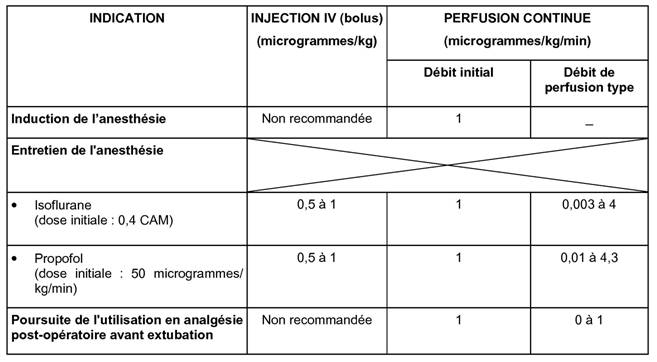 INDICATION
INJECTION IV (bolus)
(microgrammes/kg)
PERFUSION CONTINUE
(microgrammes/kg/min)
Débit initial
Débit de
perfusion type
Induction de l'anesthésie
Non recommandée
1
_
Entretien de l'anesthésie
• Isoflurane
(dose initiale : 0,4 CAM)
0,5 à 1
1
0,003 à 4
• Propofol
(dose initiale : 50 microgrammes/
kg/min)
0,5 à 1
1
0,01 à 4,3
Poursuite de l'utilisation en analgésie
post-opératoire avant extubation
Non recommandée
1
0 à 1